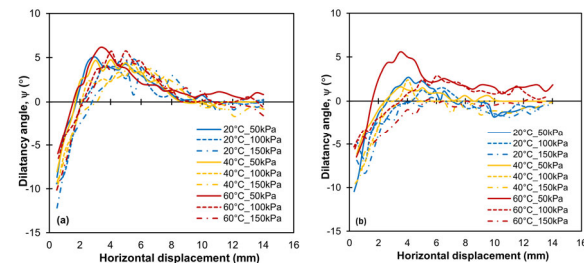 10
5
0
-5
-10
-15
Dilatancy angle, ψ (°)
0 2 4 6 8 10 12 14 16
Horizontal displacement (mm)
(a)
20°C_50kPa
20°C_100kPa
20°C_150kPa
40°C_50kPa
40°C_100kPa
40°C_150kPa
60°C_50kPa
60°C_100kPa
60°C_150kPa
10
5
0
-5
-10
-15
Dilatancy angle, ψ (°)
0 2 4 6 8 10 12 14 16
Horizontal displacement (mm)
(b)
20°C_50kPa
20°C_100kPa
20°C_150kPa
40°C_50kPa
40°C_100kPa
40°C_150kPa
60°C_50kPa
60°C_100kPa
60°C_150kPa